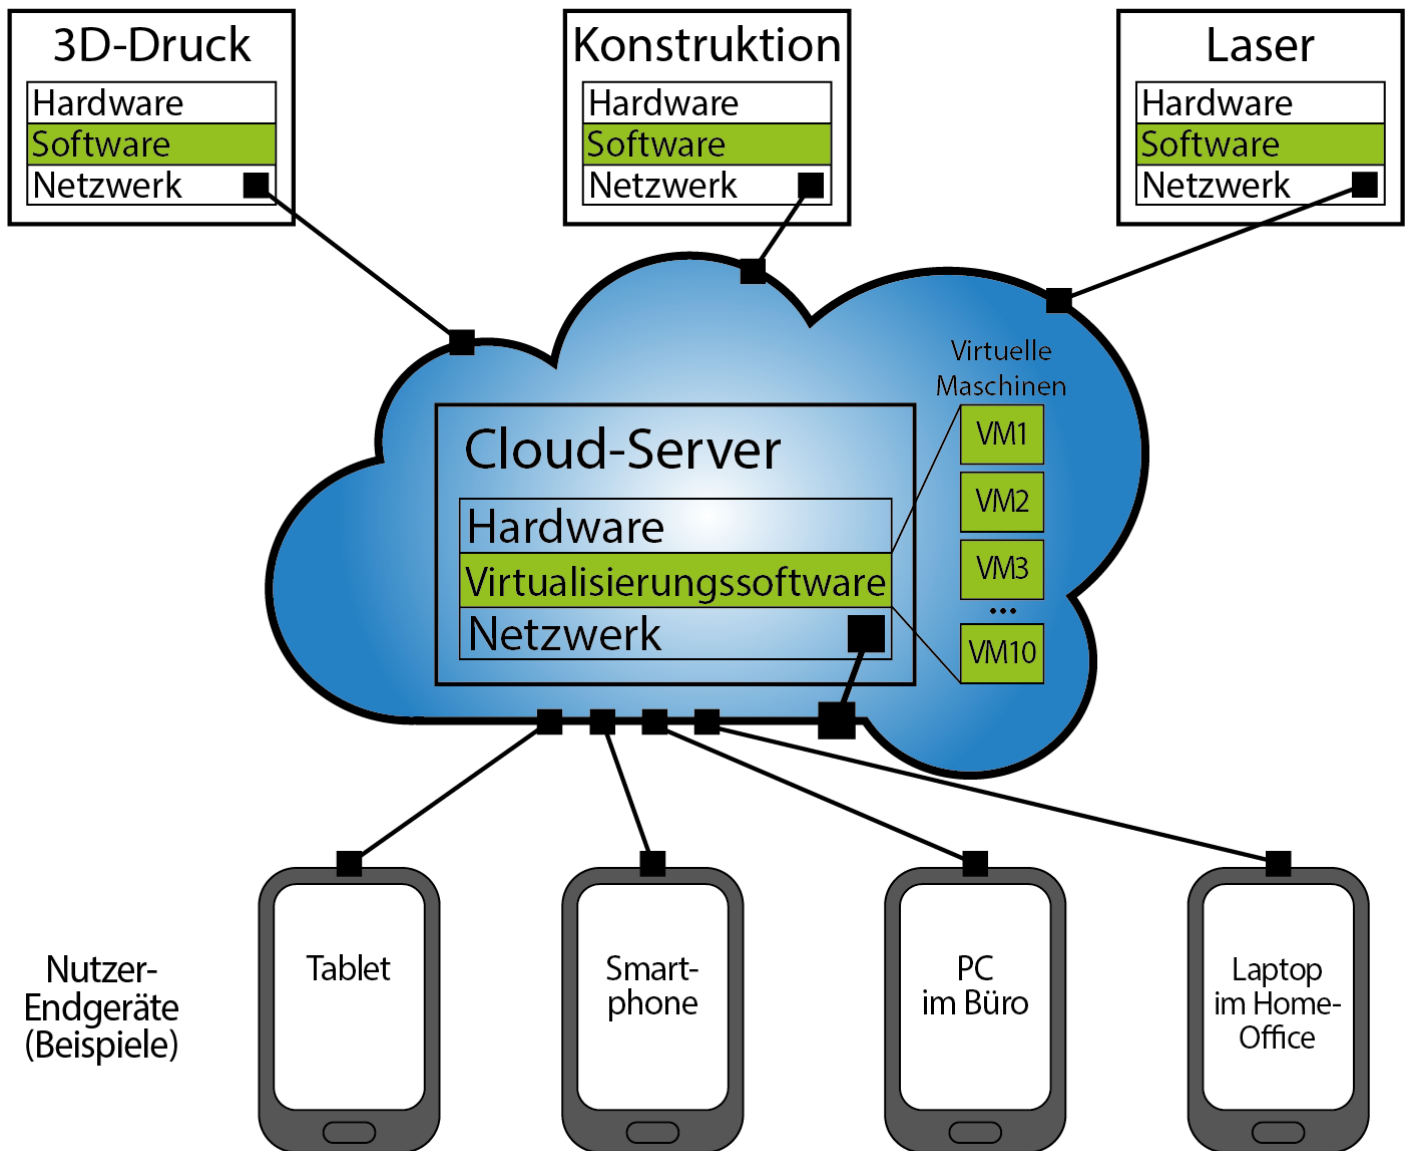 3D-Druck
Hardware
Software
Netzwerk
Konstruktion
Hardware
Software
Netzwerk
Laser
Hardware
Software
Netzwerk
Cloud-Server
Hardware
Virtualisierungssoftware
Netzwerk
Virtuelle
Maschinen
VM1
VM2
VM3
...
VM10
Nutzer-
Endgeräte
(Beispiele)
Tablet
Smart-
phone
PC
im Büro
Laptop
im Home-
Office